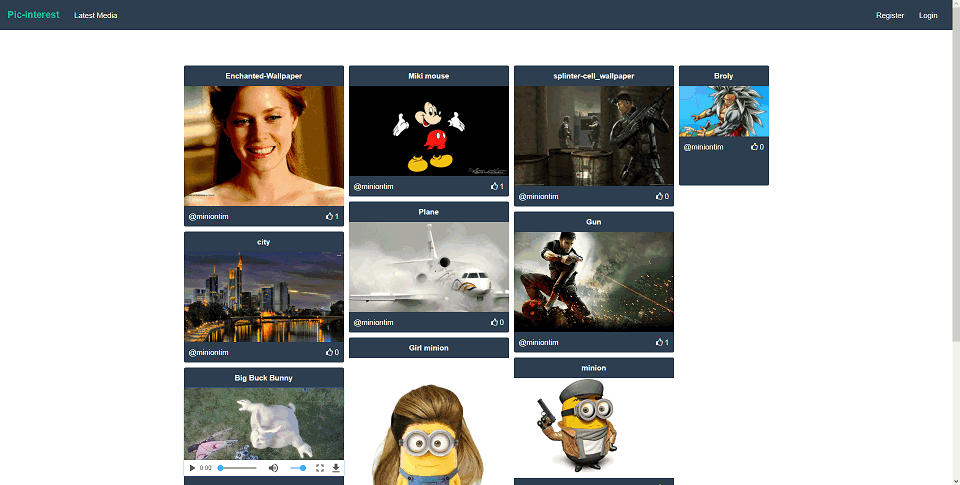 Pic-interest
Latest Media
Register
Login
Enchanted-Wallpaper
@miniontim
1
city
@miniontim
0
Big Buck Bunny
0:00
Miki mouse
@miniontim
1
Plane
@miniontim
0
Girl minion
splinter-cell_wallpaper
@miniontim
0
Gun
@miniontim
1
minion
Broly
@miniontim
0